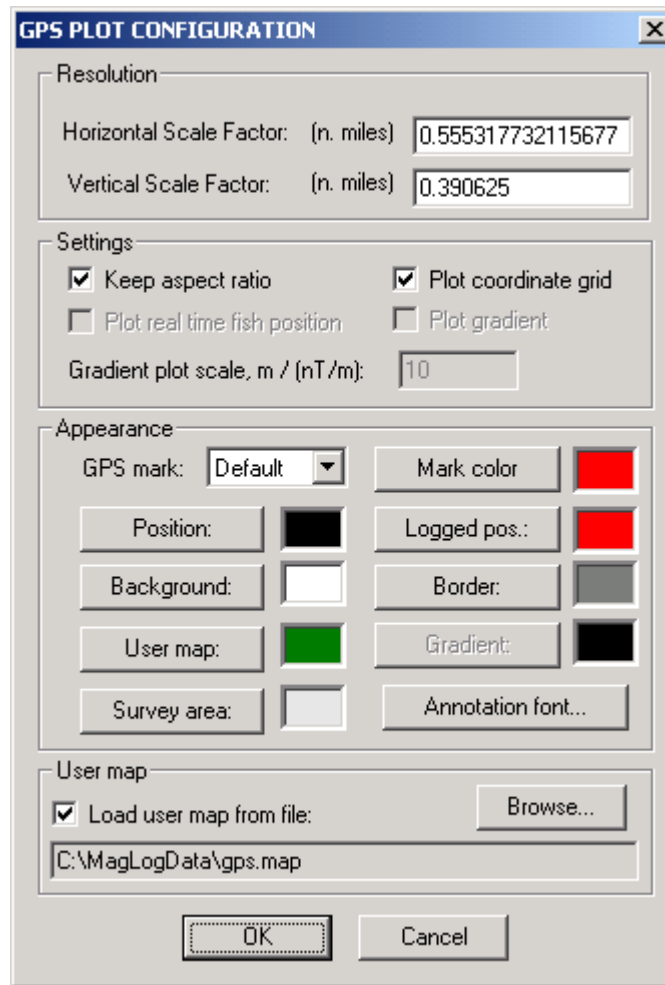 GPS PLOT CONFIGURATION
Resolution
Horizontal Scale Factor: (n. miles) 0.555317732115677
Vertical Scale Factor: (n. miles) 0.390625
Settings
Keep aspect ratio Plot coordinate grid
Plot real time fish position Plot gradient
Gradient plot scale, m / (nT/m): 10
Appearance
GPS mark: Default Mark color
Position: Logged pos.:
Background: Border:
User map: Gradient:
Survey area: Annotation font...
User map
Load user map from file: Browse...
C:\MagLogData\gps.map
OK Cancel